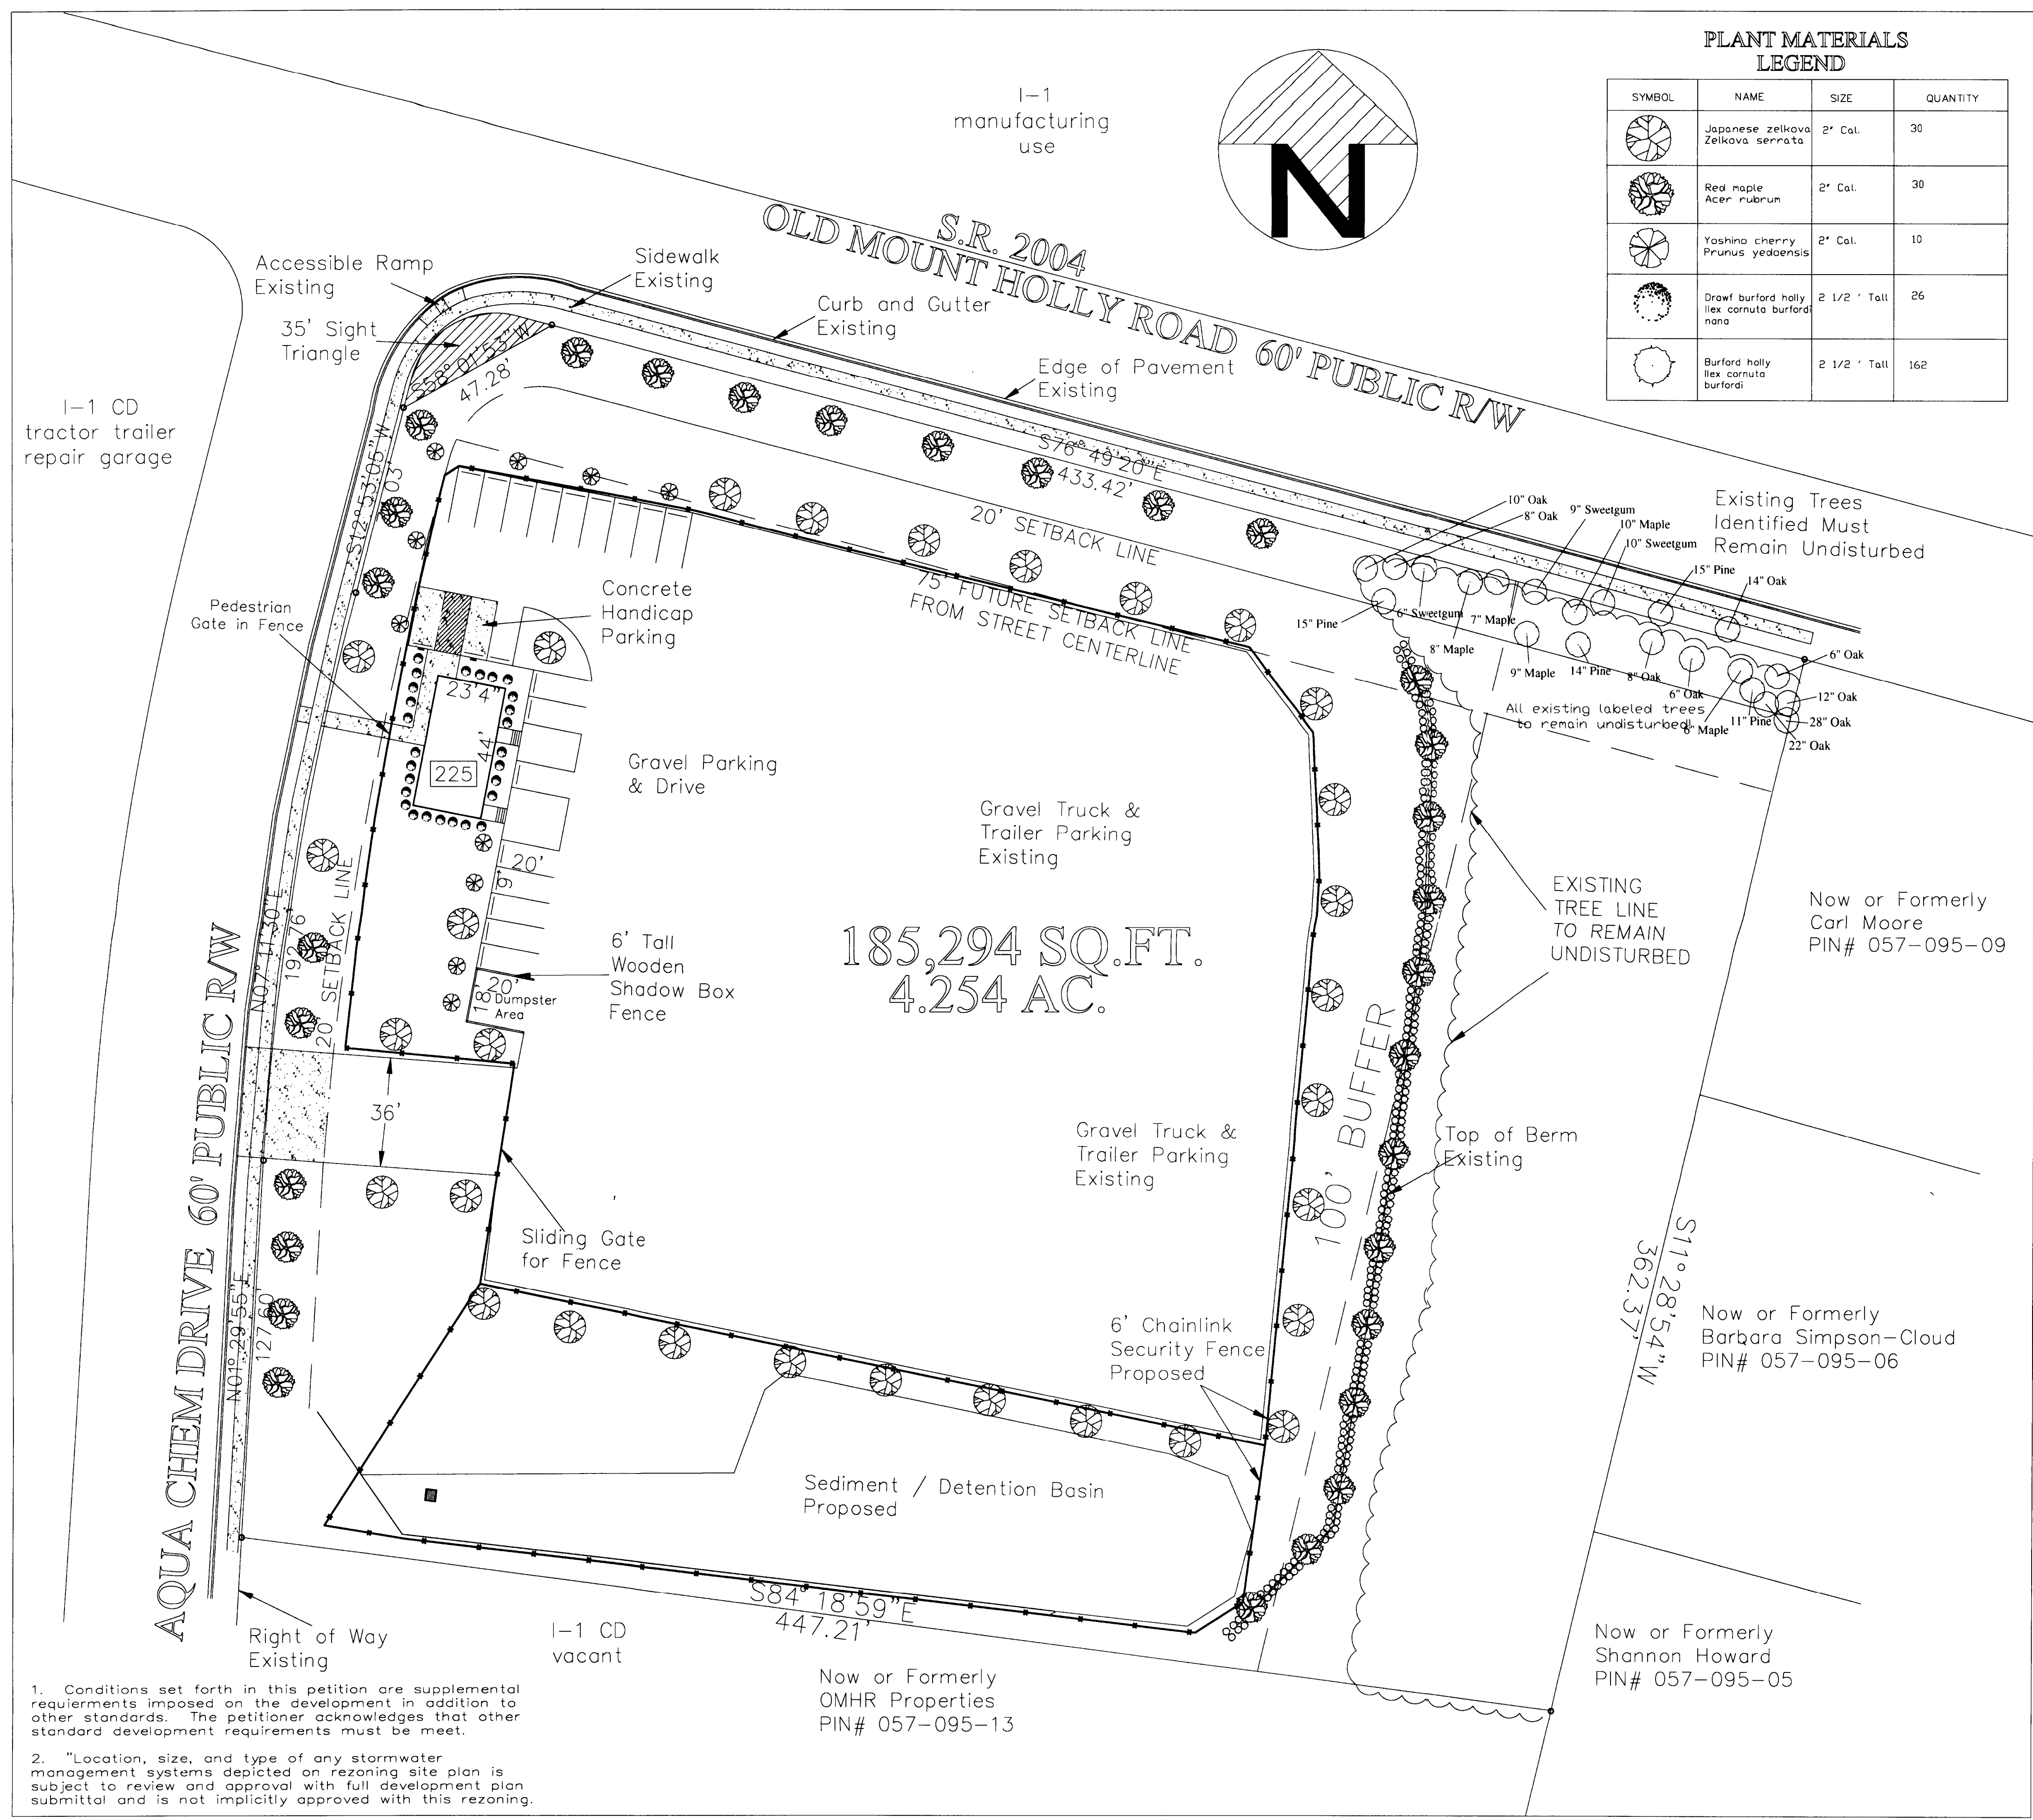 PLANT MATERIALS
LEGEND
SYMBOL NAME SIZE QUANTITY
Japanese zelkova 2" Cal. 30
Zelkova serrata
Red maple 2" Cal. 30
Acer rubrum
Yoshino cherry 2" Cal. 10
Prunus yedoensis
Drawf burford holly 2 1/2 ' Tall 26
Ilex cornuta burfordi
nana
Burford holly 2 1/2 ' Tall 162
Ilex cornuta
burfordi
I-1
manufacturing
use
N
S.R. 2004
OLD MOUNT HOLLY ROAD 60' PUBLIC R/W
Accessible Ramp
Existing
Sidewalk
Existing
35' Sight
Triangle
Curb and Gutter
Existing
Edge of Pavement
Existing
S38° 01'53"W
47.28'
I-1 CD
tractor trailer
repair garage
S76° 49'20"E
433.42'
20' SETBACK LINE
75' FUTURE SETBACK LINE
FROM STREET CENTERLINE
S12° 53'05"W
10" Oak
8" Oak
9" Sweetgum
10" Maple
10" Sweetgum
15" Pine
14" Oak
Existing Trees
Identified Must
Remain Undisturbed
15" Pine
6" Sweetgum
7" Maple
8" Maple
9" Maple
14" Pine
8" Oak
6" Oak
6" Oak
12" Oak
28" Oak
22" Oak
11" Pine
6" Maple
All existing labeled trees
to remain undisturbed
Pedestrian
Gate in Fence
Concrete
Handicap
Parking
23'4"
44'
225
Gravel Parking
& Drive
Gravel Truck &
Trailer Parking
Existing
20'
9'
EXISTING
TREE LINE
TO REMAIN
UNDISTURBED
Now or Formerly
Carl Moore
PIN# 057-095-09
185,294 SQ.FT.
4.254 AC.
6' Tall
Wooden
Shadow Box
Fence
20'
18'
Dumpster
Area
N07° 11'30"E
192.76'
20' SETBACK LINE
36'
AQUA CHEM DRIVE 60' PUBLIC R/W
Gravel Truck &
Trailer Parking
Existing
100' BUFFER
Top of Berm
Existing
Sliding Gate
for Fence
S11° 28'54"W
362.37'
N01° 29'55"E
127.60'
6' Chainlink
Security Fence
Proposed
Now or Formerly
Barbara Simpson-Cloud
PIN# 057-095-06
Sediment / Detention Basin
Proposed
S84° 18'59"E
447.21'
Right of Way
Existing
I-1 CD
vacant
Now or Formerly
Shannon Howard
PIN# 057-095-05
Now or Formerly
OMHR Properties
PIN# 057-095-13
1. Conditions set forth in this petition are supplemental
requierments imposed on the development in addition to
other standards. The petitioner acknowledges that other
standard development requirements must be meet.
2. "Location, size, and type of any stormwater
management systems depicted on rezoning site plan is
subject to review and approval with full development plan
submittal and is not implicitly approved with this rezoning.